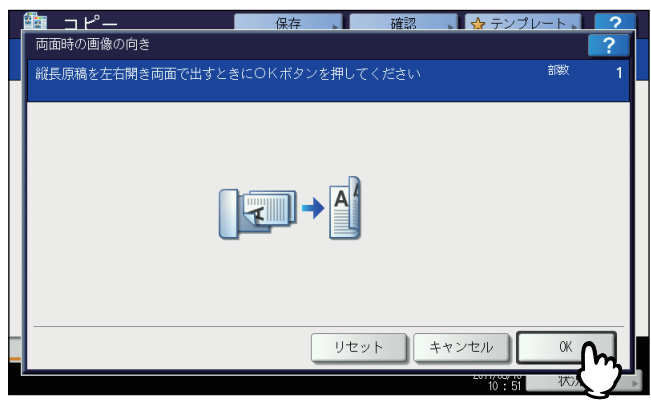 コピー
保存
確認
テンプレート
?
両面時の画像の向き
?
縦長原稿を左右開き両面で出すときにOKボタンを押してください
部数 1
A
A
リセット
キャンセル
OK
10:51